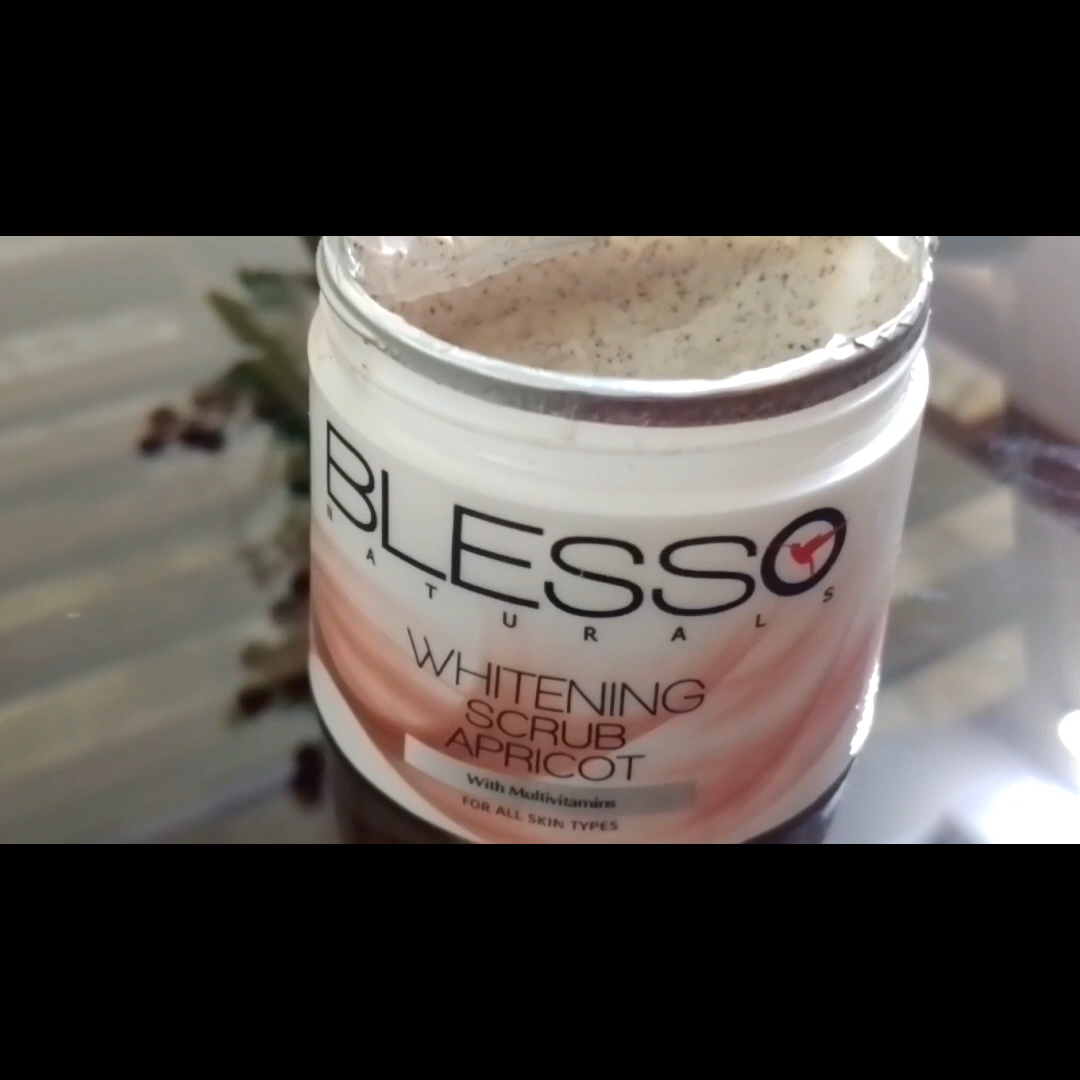 BLESSO
NATURALS
WHITENING
SCRUB
APRICOT
With Multivitamins
FOR ALL SKIN TYPES